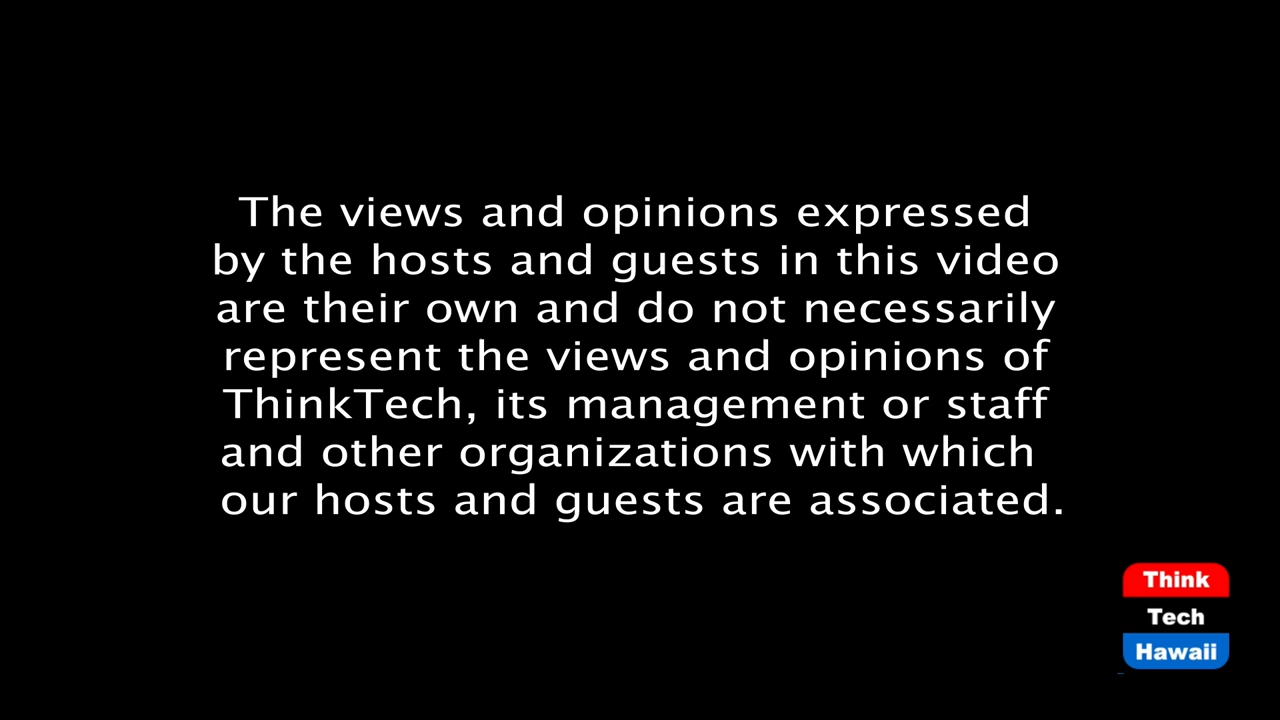 The views and opinions expressed
by the hosts and guests in this video
are their own and do not necessarily
represent the views and opinions of
ThinkTech, its management or staff
and other organizations with which
our hosts and guests are associated.
Think
Tech
Hawaii